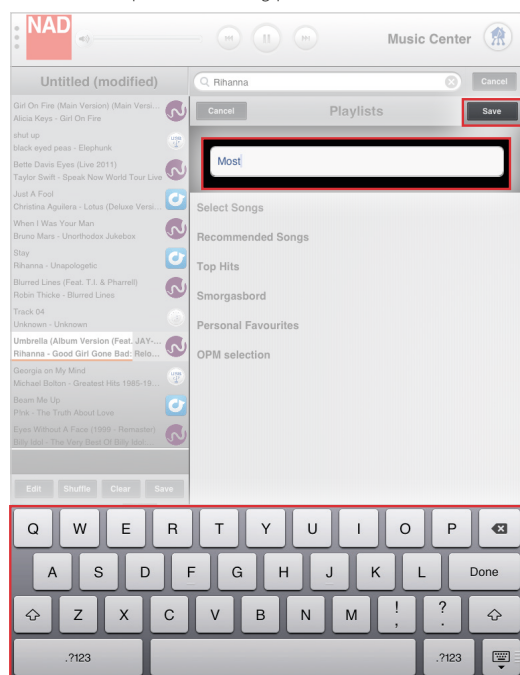 NAD
Music Center
Untitled (modified)
Rihanna
Cancel
Girl On Fire (Main Version) (Main Versi...
Alicia Keys - Girl On Fire
shut up
black eyed peas - Elephunk
Bette Davis Eyes (Live 2011)
Taylor Swift - Speak Now World Tour Live
Just A Fool
Christina Aguilera - Lotus (Deluxe Versi...
When I Was Your Man
Bruno Mars - Unorthodox Jukebox
Stay
Rihanna - Unapologetic
Blurred Lines (Feat. T.I. & Pharrell)
Robin Thicke - Blurred Lines
Track 04
Unknown - Unknown
Umbrella (Album Version (Feat. JAY-...
Rihanna - Good Girl Gone Bad: Relo...
Georgia on My Mind
Michael Bolton - Greatest Hits 1985-19...
Beam Me Up
P!nk - The Truth About Love
Eyes Without A Face (1999 - Remaster)
Billy Idol - The Very Best Of Billy Idol:...
Edit Shuffle Clear Save
Cancel Playlists Save
Most
Select Songs
Recommended Songs
Top Hits
Smorgasbord
Personal Favourites
OPM selection
Q W E R T Y U I O P
A S D F G H J K L Done
Z X C V B N M ! , ? .
.?123 .?123